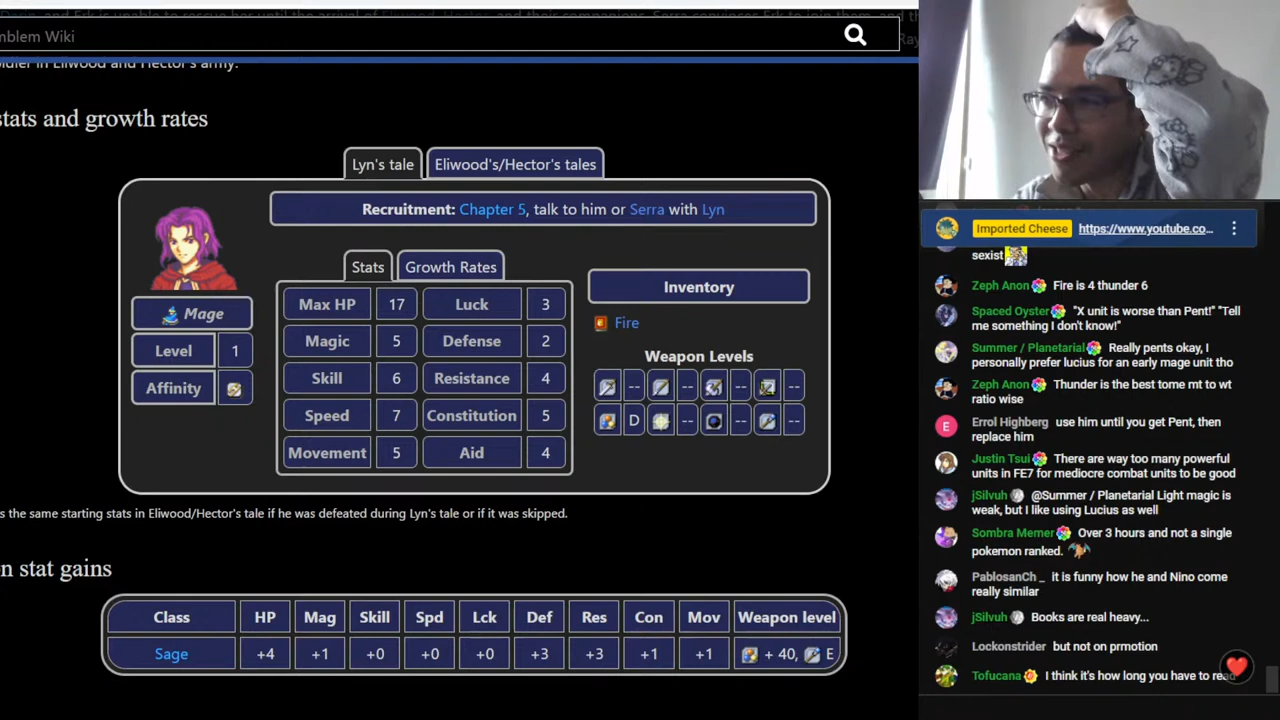 Emblem Wiki
soldier in Eliwood and Hector's army.
stats and growth rates
Lyn's tale
Eliwood's/Hector's tales
Recruitment: Chapter 5, talk to him or Serra with Lyn
Stats
Growth Rates
Mage
Level 1
Affinity
Max HP 17 Luck 3
Magic 5 Defense 2
Skill 6 Resistance 4
Speed 7 Constitution 5
Movement 5 Aid 4
Inventory
Fire
Weapon Levels
-- -- -- --
D -- -- --
s the same starting stats in Eliwood/Hector's tale if he was defeated during Lyn's tale or if it was skipped.
n stat gains
Class HP Mag Skill Spd Lck Def Res Con Mov Weapon level
Sage +4 +1 +0 +0 +0 +3 +3 +1 +1 + 40, E
Imported Cheese https://www.youtube.co...
sexist
Zeph Anon Fire is 4 thunder 6
Spaced Oyster "X unit is worse than Pent!" "Tell
me something I don't know!"
Summer / Planetarial Really pents okay, I
personally prefer lucius for an early mage unit tho
Zeph Anon Thunder is the best tome mt to wt
ratio wise
E Errol Highberg use him until you get Pent, then
replace him
Justin Tsui There are way too many powerful
units in FE7 for mediocre combat units to be good
jSilvuh @Summer / Planetarial Light magic is
weak, but I like using Lucius as well
Sombra Memer Over 3 hours and not a single
pokemon ranked.
PablosanCh _ it is funny how he and Nino come
really similar
jSilvuh Books are real heavy...
Lockonstrider but not on prmotion
Tofucana I think it's how long you have to read